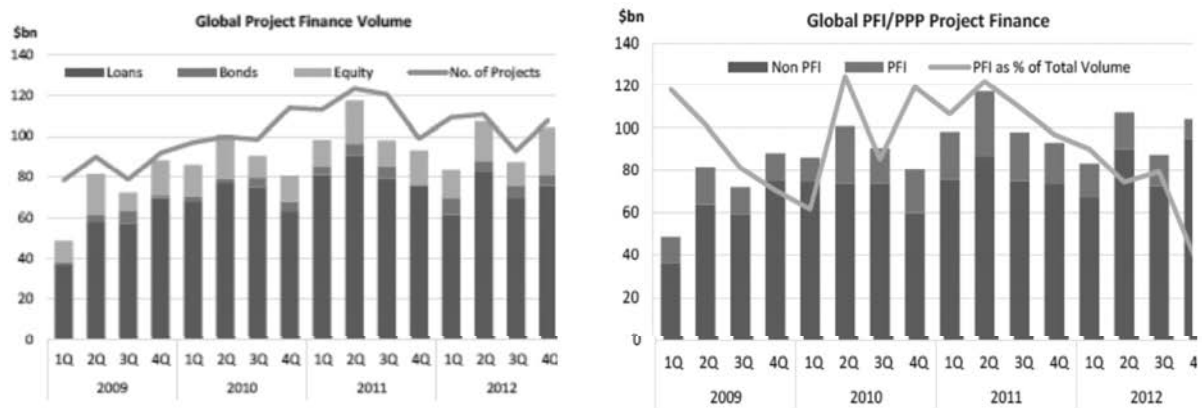 Global Project Finance Volume
$bn
140
Loans Bonds Equity No. of Projects
120
100
80
60
40
20
0
1Q 2Q 3Q 4Q 1Q 2Q 3Q 4Q 1Q 2Q 3Q 4Q 1Q 2Q 3Q 4Q
2009 2010 2011 2012
Global PFI/PPP Project Finance
$bn
140
Non PFI PFI PFI as % of Total Volume
120
100
80
60
40
20
0
1Q 2Q 3Q 4Q 1Q 2Q 3Q 4Q 1Q 2Q 3Q 4Q 1Q 2Q 3Q 4
2009 2010 2011 2012